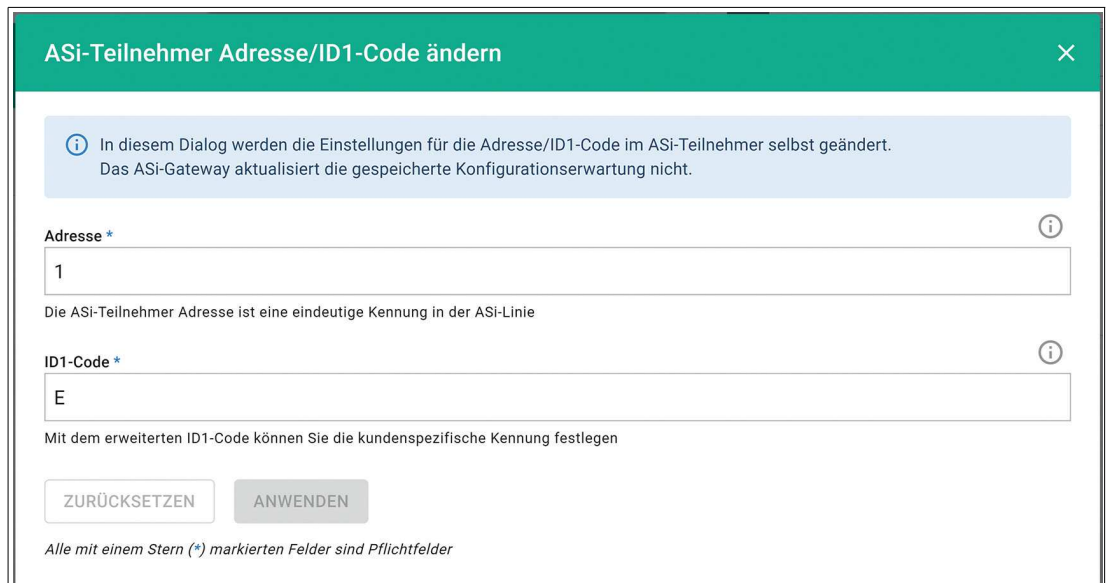 ASi-Teilnehmer Adresse/ID1-Code ändern
In diesem Dialog werden die Einstellungen für die Adresse/ID1-Code im ASi-Teilnehmer selbst geändert.
Das ASi-Gateway aktualisiert die gespeicherte Konfigurationserwartung nicht.
Adresse *
1
Die ASi-Teilnehmer Adresse ist eine eindeutige Kennung in der ASi-Linie
ID1-Code *
E
Mit dem erweiterten ID1-Code können Sie die kundenspezifische Kennung festlegen
ZURÜCKSETZEN ANWENDEN
Alle mit einem Stern (*) markierten Felder sind Pflichtfelder